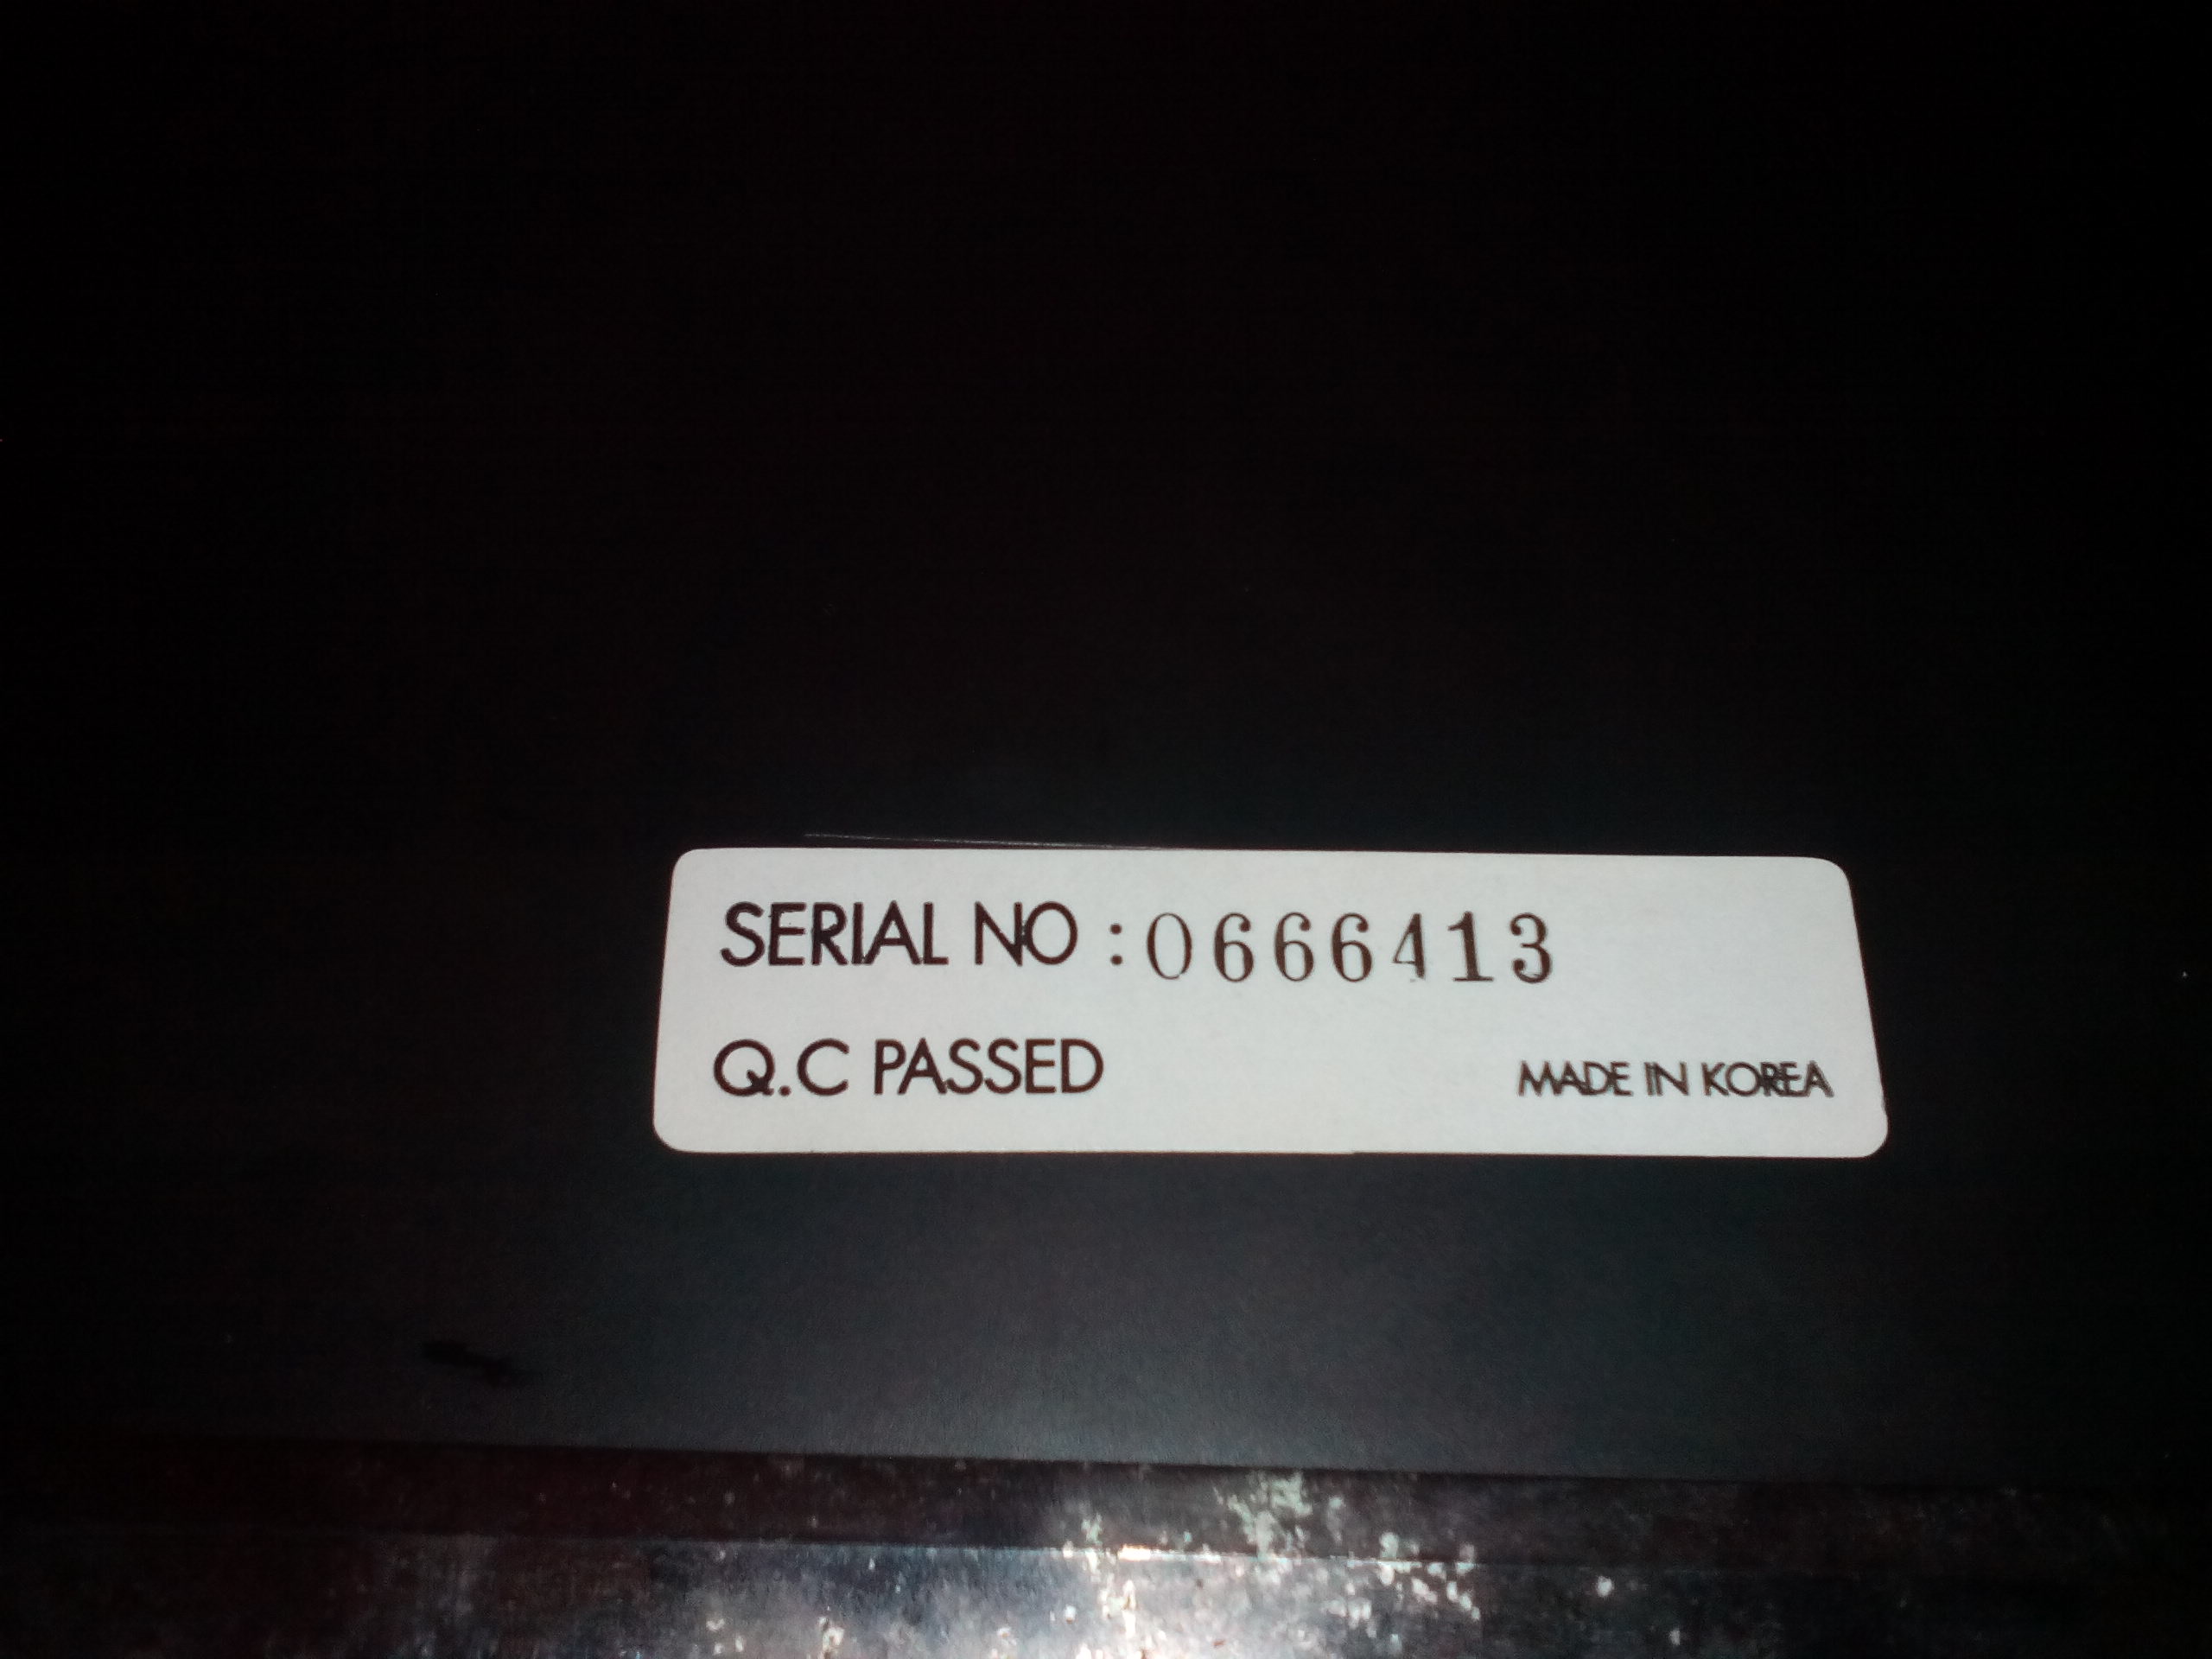 SERIAL NO : 0666413
Q.C PASSED
MADE IN KOREA